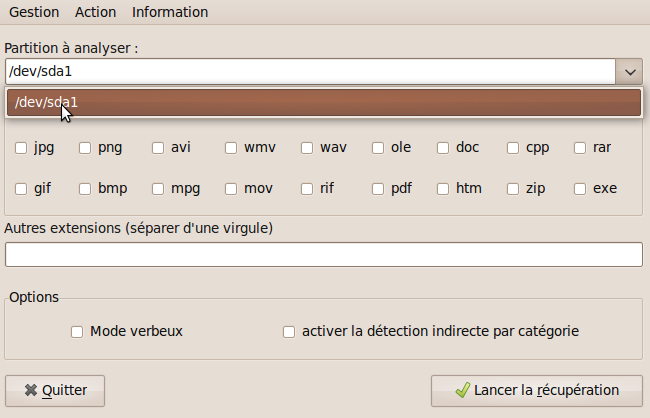 Gestion Action Information
Partition à analyser :
/dev/sda1
/dev/sda1
jpg png avi wmv wav ole doc cpp rar
gif bmp mpg mov rif pdf htm zip exe
Autres extensions (séparer d'une virgule)
Options
Mode verbeux activer la détection indirecte par catégorie
Quitter Lancer la récupération